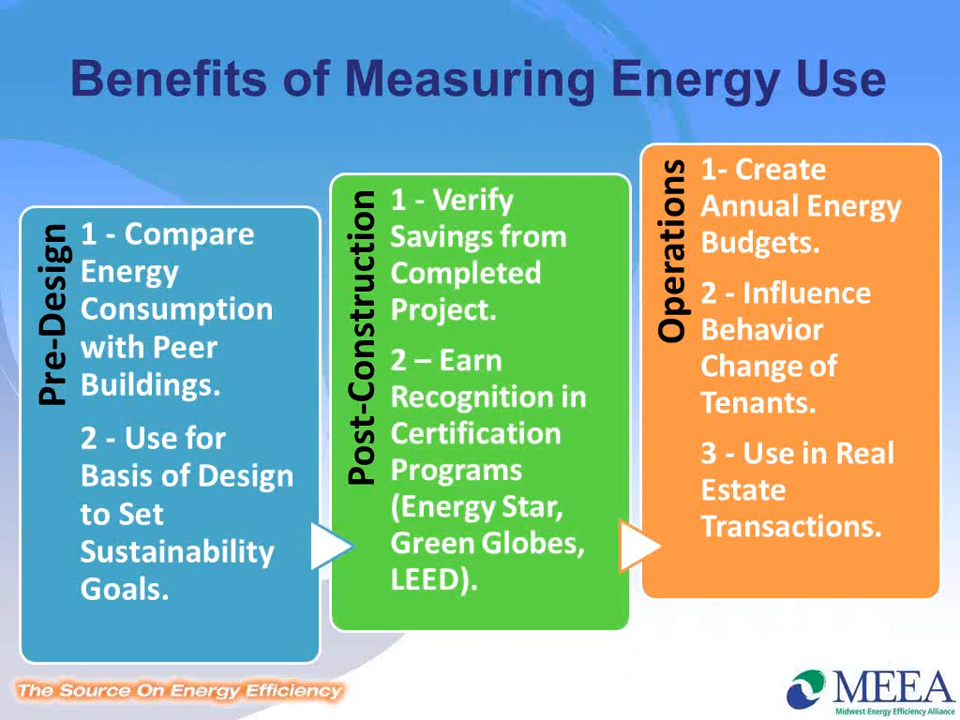 Benefits of Measuring Energy Use
Pre-Design
1 - Compare
Energy
Consumption
with Peer
Buildings.
2 - Use for
Basis of Design
to Set
Sustainability
Goals.
Post-Construction
1 - Verify
Savings from
Completed
Project.
2 – Earn
Recognition in
Certification
Programs
(Energy Star,
Green Globes,
LEED).
Operations
1- Create
Annual Energy
Budgets.
2 - Influence
Behavior
Change of
Tenants.
3 - Use in Real
Estate
Transactions.
The Source On Energy Efficiency
MEEA
Midwest Energy Efficiency Alliance